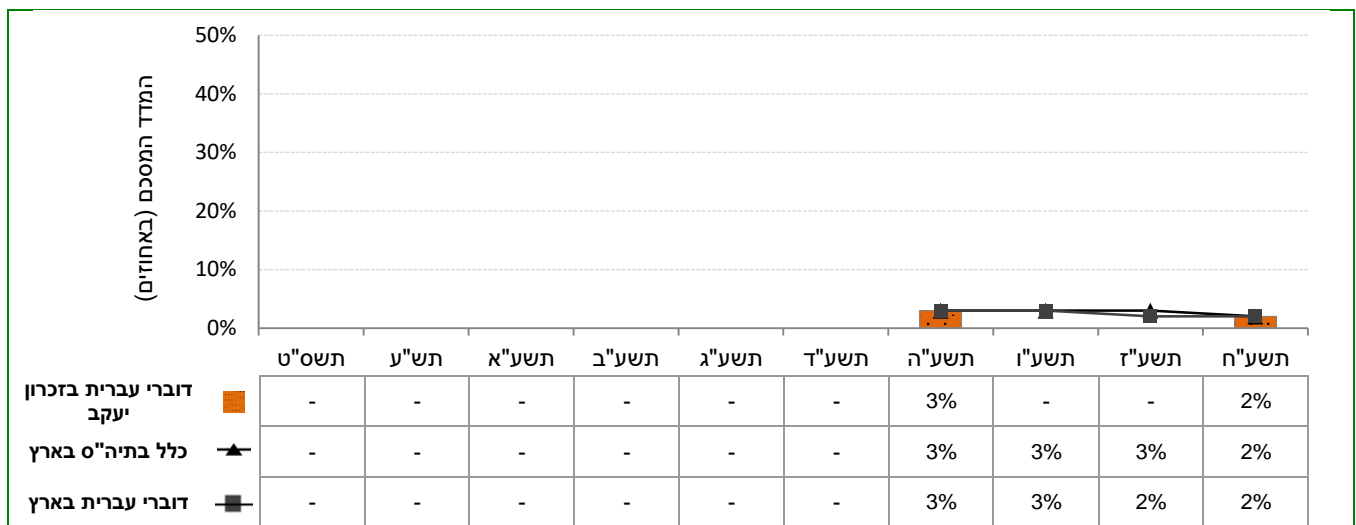 50%
40%
30%
20%
10%
0%
המדד המסכם (באחוזים)
תשס"ט תש"ע תשע"א תשע"ב תשע"ג תשע"ד תשע"ה תשע"ו תשע"ז תשע"ח
דוברי עברית בזכרון יעקב - - - - - - 3% - - 2%
כלל בתיה"ס בארץ - - - - - - 3% 3% 3% 2%
דוברי עברית בארץ - - - - - - 3% 3% 2% 2%